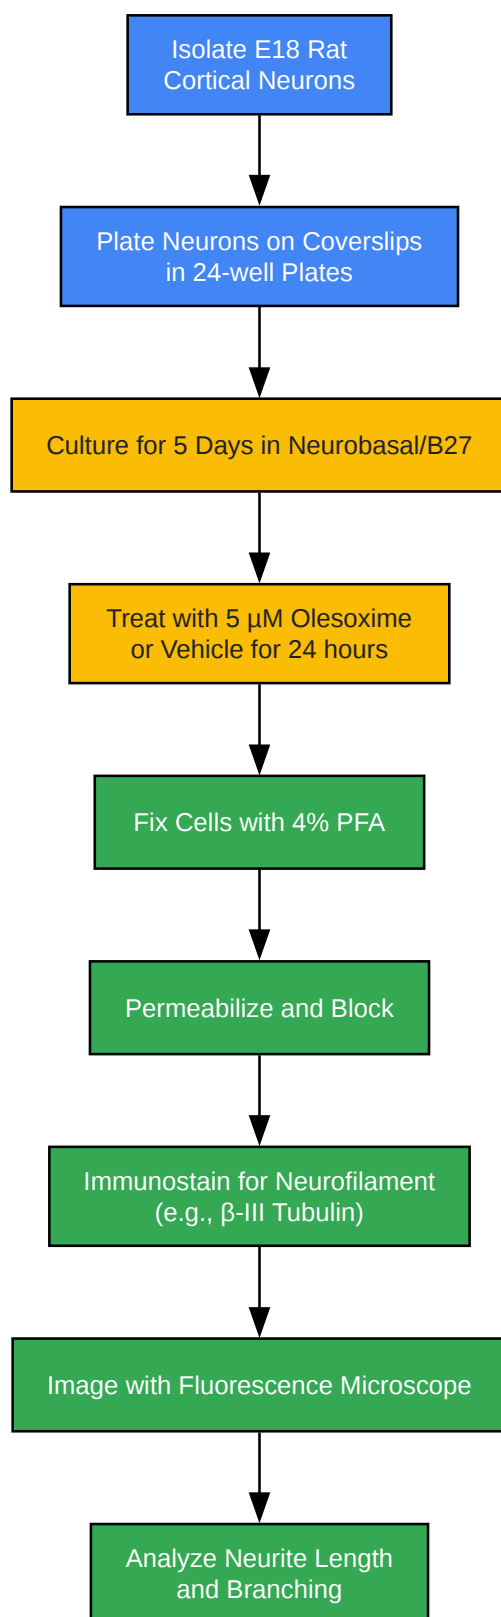 Isolate E18 Rat
Cortical Neurons
Plate Neurons on Coverslips
in 24-well Plates
Culture for 5 Days in Neurobasal/B27
Treat with 5 µM Olesoxime
or Vehicle for 24 hours
Fix Cells with 4% PFA
Permeabilize and Block
Immunostain for Neurofilament
(e.g., β-III Tubulin)
Image with Fluorescence Microscope
Analyze Neurite Length
and Branching